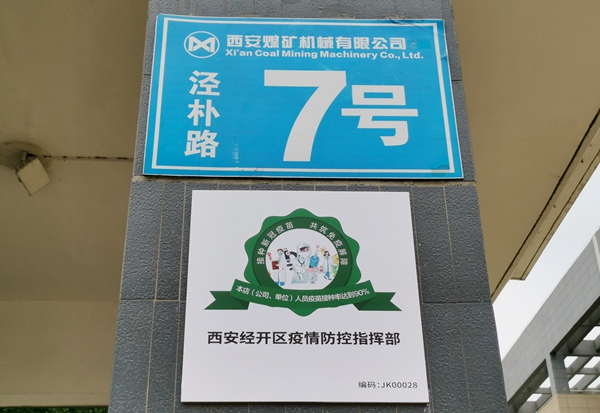 西安煤矿机械有限公司
Xi'an Coal Mining Machinery Co., Ltd.
泾朴路
7号
接种新冠疫苗 共筑免疫屏障
本店（公司、单位）人员疫苗接种率达到90%
西安经开区疫情防控指挥部
编码:JK00028